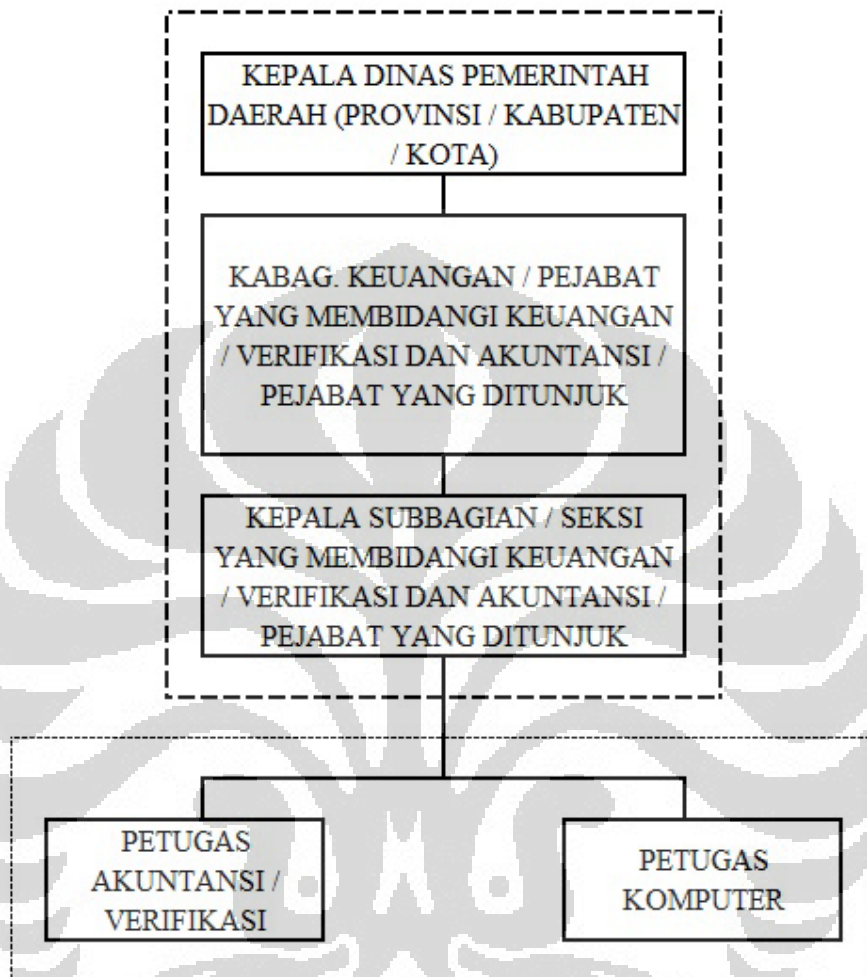 KEPALA DINAS PEMERINTAH
DAERAH (PROVINSI / KABUPATEN
/ KOTA)
KABAG. KEUANGAN / PEJABAT
YANG MEMBIDANGI KEUANGAN
/ VERIFIKASI DAN AKUNTANSI /
PEJABAT YANG DITUNJUK
KEPALA SUBBAGIAN / SEKSI
YANG MEMBIDANGI KEUANGAN
/ VERIFIKASI DAN AKUNTANSI /
PEJABAT YANG DITUNJUK
PETUGAS
AKUNTANSI /
VERIFIKASI
PETUGAS
KOMPUTER